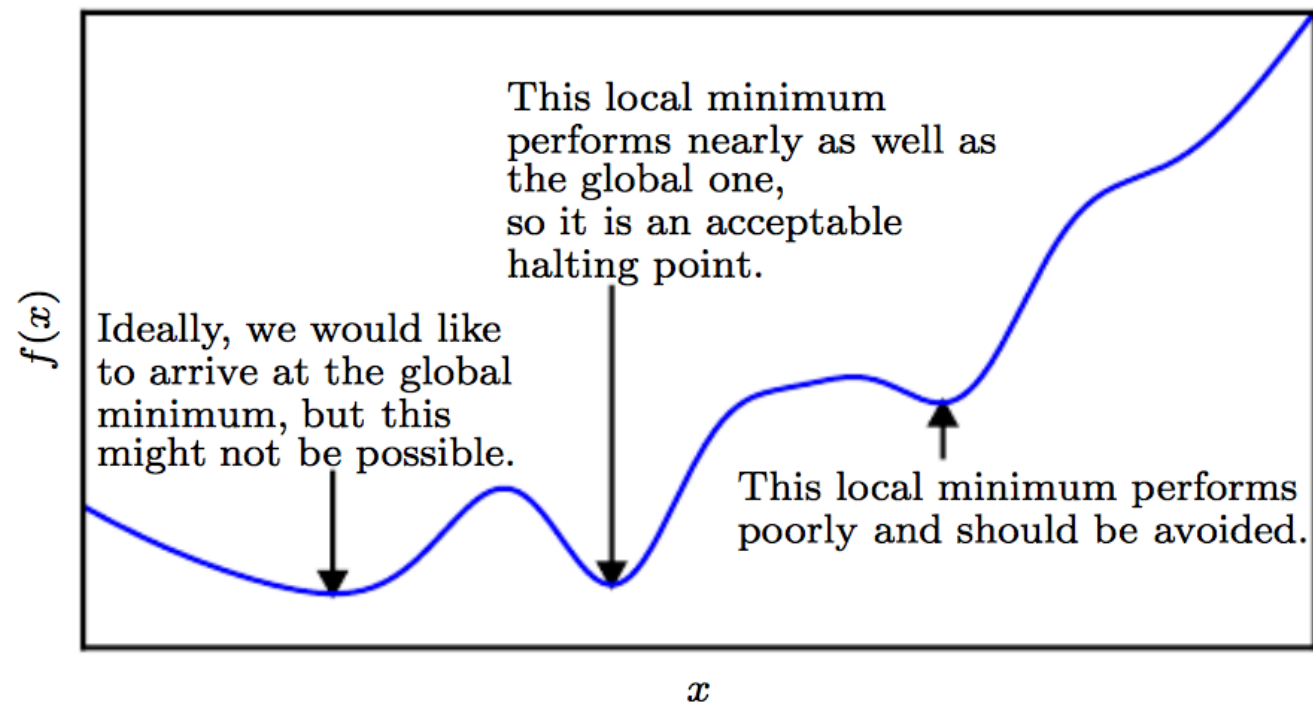 This local minimum
performs nearly as well as
the global one,
so it is an acceptable
halting point.
Ideally, we would like
to arrive at the global
minimum, but this
might not be possible.
This local minimum performs
poorly and should be avoided.
f(x)
x